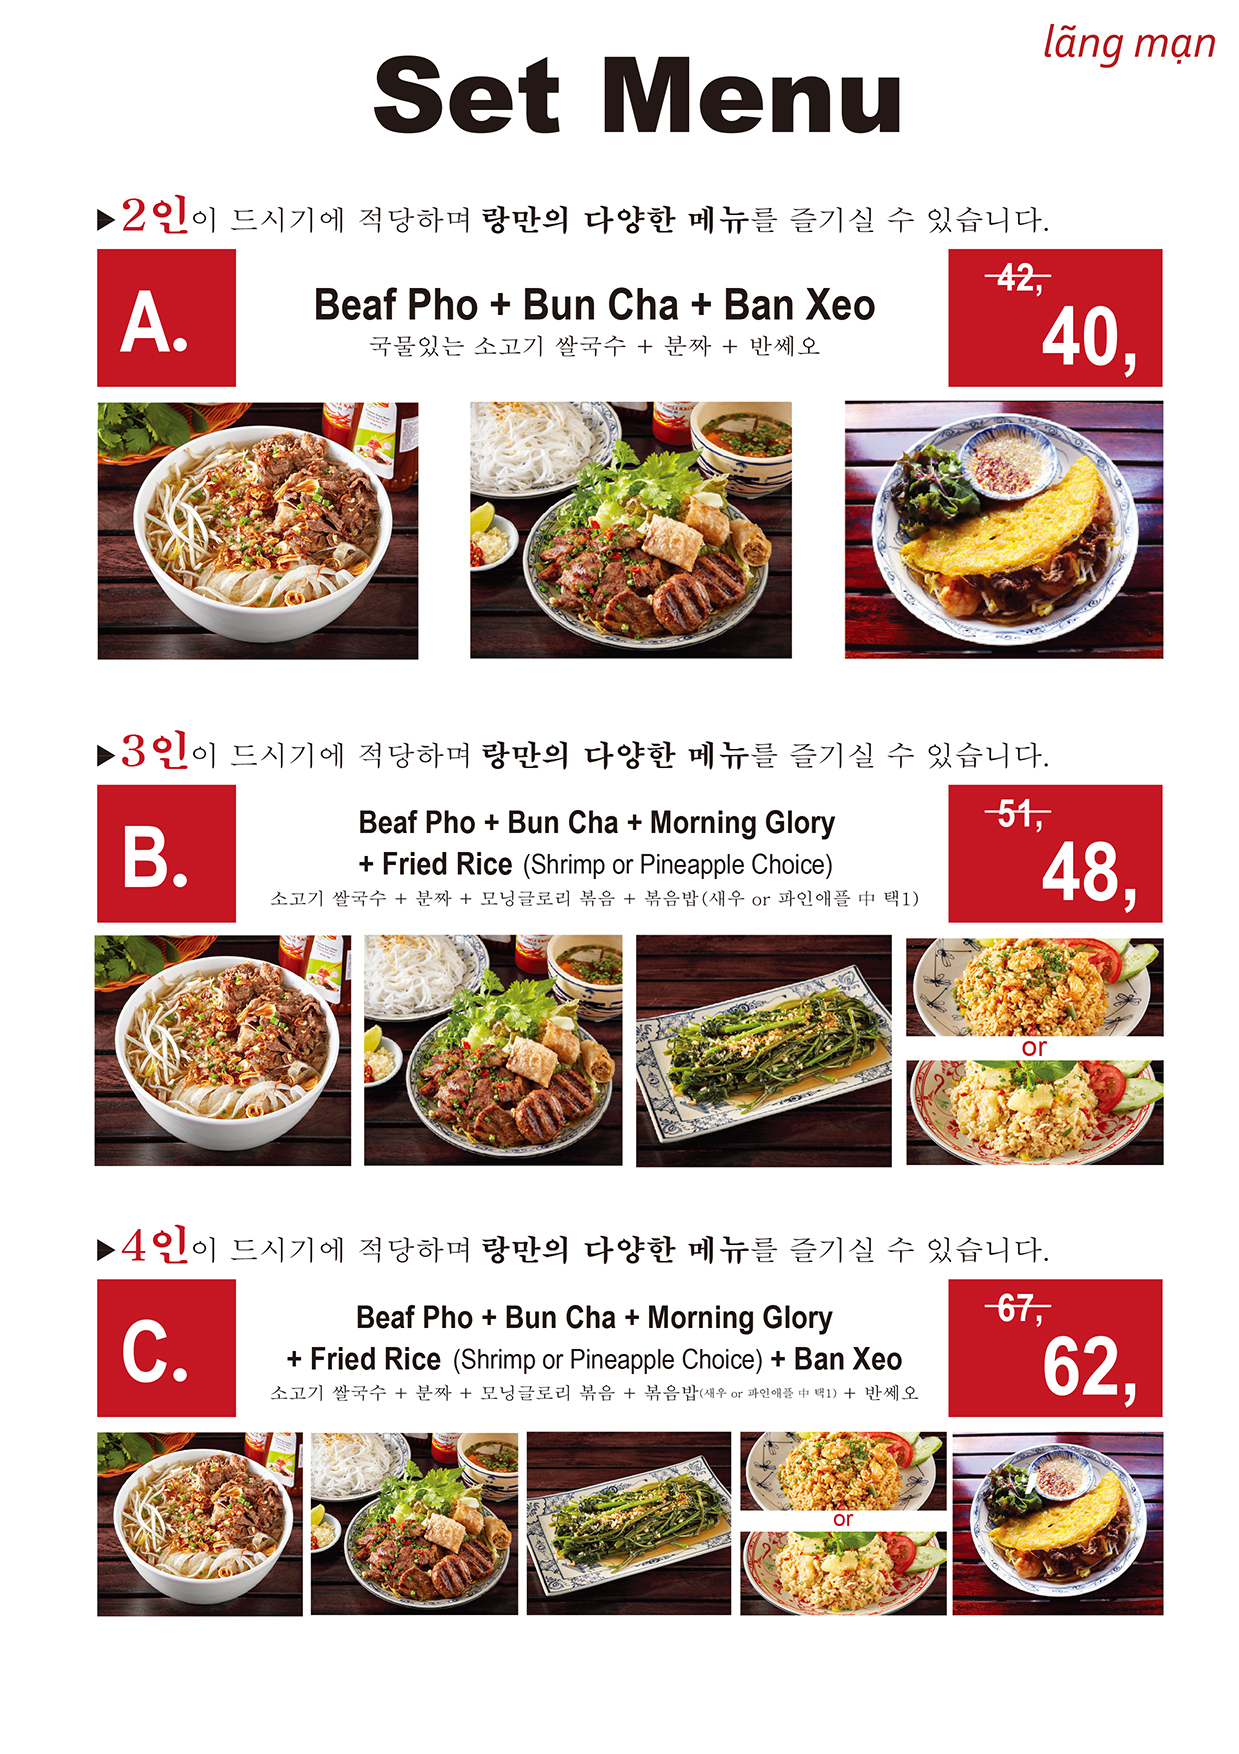 lãng mạn
Set Menu
▶2인이 드시기에 적당하며 랑만의 다양한 메뉴를 즐기실 수 있습니다.
A.
Beaf Pho + Bun Cha + Ban Xeo
국물있는 소고기 쌀국수 + 분짜 + 반쎄오
42,
40,
▶3인이 드시기에 적당하며 랑만의 다양한 메뉴를 즐기실 수 있습니다.
B.
Beaf Pho + Bun Cha + Morning Glory
+ Fried Rice (Shrimp or Pineapple Choice)
소고기 쌀국수 + 분짜 + 모닝글로리 볶음 + 볶음밥(새우 or 파인애플 中 택1)
51,
48,
or
▶4인이 드시기에 적당하며 랑만의 다양한 메뉴를 즐기실 수 있습니다.
C.
Beaf Pho + Bun Cha + Morning Glory
+ Fried Rice (Shrimp or Pineapple Choice) + Ban Xeo
소고기 쌀국수 + 분짜 + 모닝글로리 볶음 + 볶음밥(새우 or 파인애플 中 택1) + 반쎄오
67,
62,
or